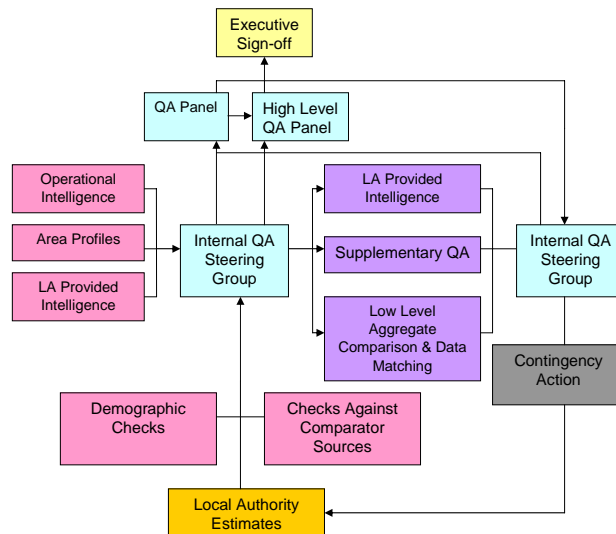 Executive
Sign-off
QA Panel
High Level
QA Panel
Operational
Intelligence
Area Profiles
LA Provided
Intelligence
Internal QA
Steering
Group
LA Provided
Intelligence
Supplementary QA
Low Level
Aggregate
Comparison & Data
Matching
Internal QA
Steering
Group
Contingency
Action
Demographic
Checks
Checks Against
Comparator
Sources
Local Authority
Estimates